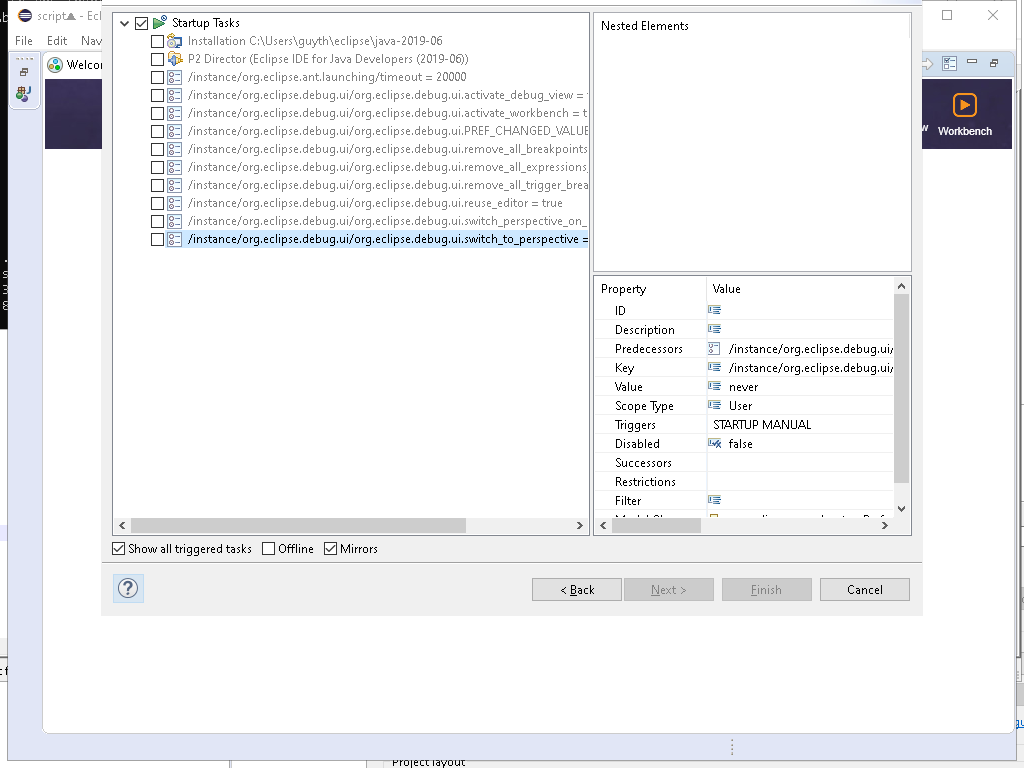 script▲ - Ecl
File Edit Nav
Welcom
Workbench
Startup Tasks
Installation C:\Users\guyth\eclipse\java-2019-06
P2 Director (Eclipse IDE for Java Developers (2019-06))
/instance/org.eclipse.ant.launching/timeout = 20000
/instance/org.eclipse.debug.ui/org.eclipse.debug.ui.activate_debug_view =
/instance/org.eclipse.debug.ui/org.eclipse.debug.ui.activate_workbench = t
/instance/org.eclipse.debug.ui/org.eclipse.debug.ui.PREF_CHANGED_VALUE
/instance/org.eclipse.debug.ui/org.eclipse.debug.ui.remove_all_breakpoints
/instance/org.eclipse.debug.ui/org.eclipse.debug.ui.remove_all_expressions
/instance/org.eclipse.debug.ui/org.eclipse.debug.ui.remove_all_trigger_brea
/instance/org.eclipse.debug.ui/org.eclipse.debug.ui.reuse_editor = true
/instance/org.eclipse.debug.ui/org.eclipse.debug.ui.switch_perspective_on_
/instance/org.eclipse.debug.ui/org.eclipse.debug.ui.switch_to_perspective =
Nested Elements
Property Value
ID
Description
Predecessors /instance/org.eclipse.debug.ui/
Key /instance/org.eclipse.debug.ui/
Value never
Scope Type User
Triggers STARTUP MANUAL
Disabled false
Successors
Restrictions
Filter
Show all triggered tasks Offline Mirrors
? < Back Next > Finish Cancel
Project layout